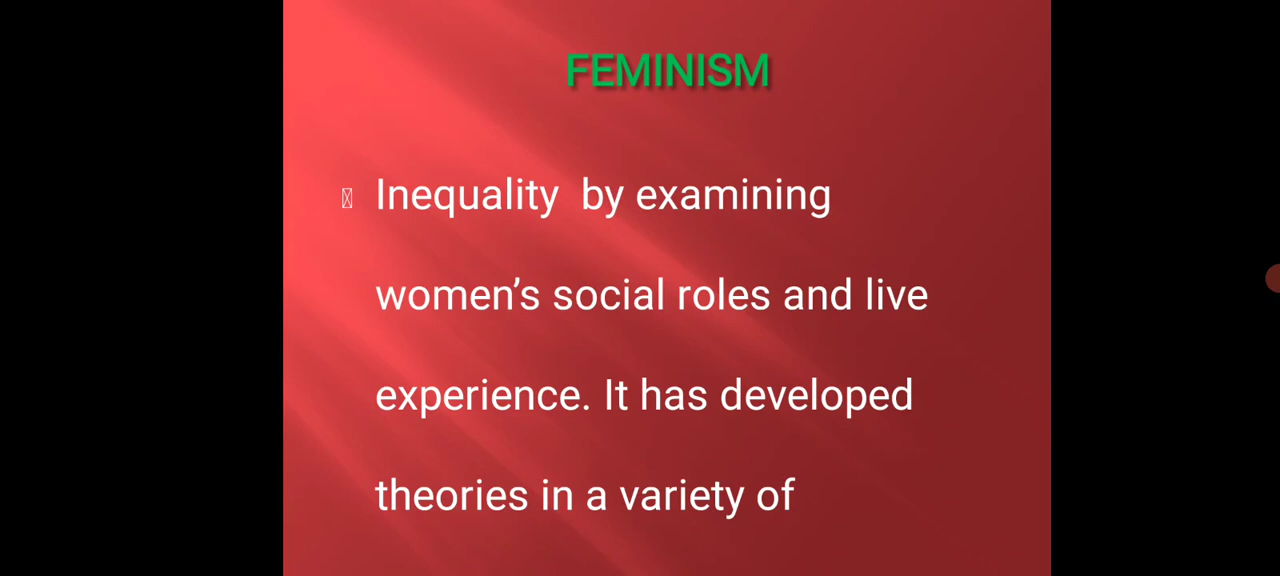 FEMINISM
Inequality  by examining
women’s social roles and live
experience. It has developed
theories in a variety of